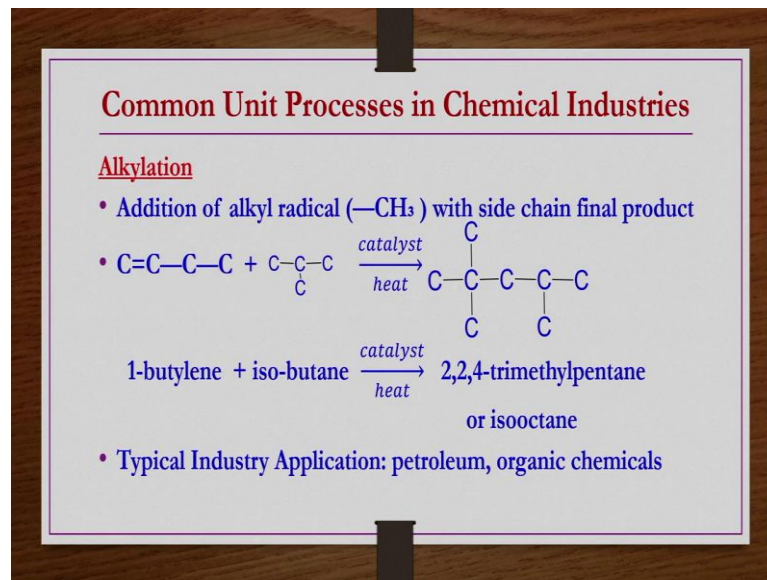 Common Unit Processes in Chemical Industries
Alkylation
• Addition of alkyl radical (—CH₃ ) with side chain final product
C
• C=C—C—C + C—C—C catalyst C—C—C—C—C
C heat
C C
1-butylene + iso-butane catalyst 2,2,4-trimethylpentane
heat
or isooctane
• Typical Industry Application: petroleum, organic chemicals